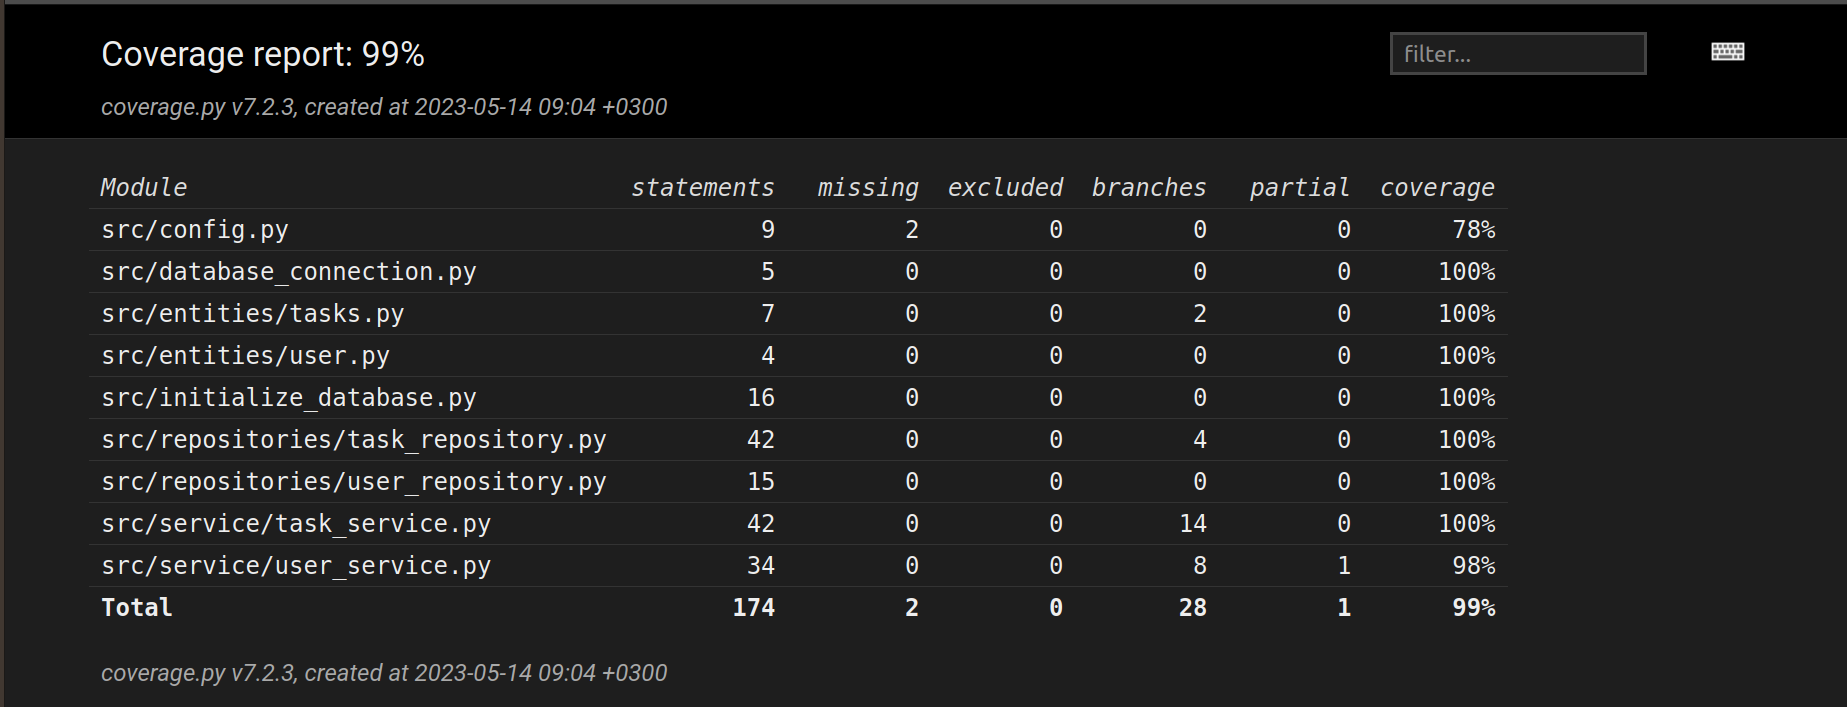 Coverage report: 99%
filter...
coverage.py v7.2.3, created at 2023-05-14 09:04 +0300
Module statements missing excluded branches partial coverage
src/config.py 9 2 0 0 0 78%
src/database_connection.py 5 0 0 0 0 100%
src/entities/tasks.py 7 0 0 2 0 100%
src/entities/user.py 4 0 0 0 0 100%
src/initialize_database.py 16 0 0 0 0 100%
src/repositories/task_repository.py 42 0 0 4 0 100%
src/repositories/user_repository.py 15 0 0 0 0 100%
src/service/task_service.py 42 0 0 14 0 100%
src/service/user_service.py 34 0 0 8 1 98%
Total 174 2 0 28 1 99%
coverage.py v7.2.3, created at 2023-05-14 09:04 +0300